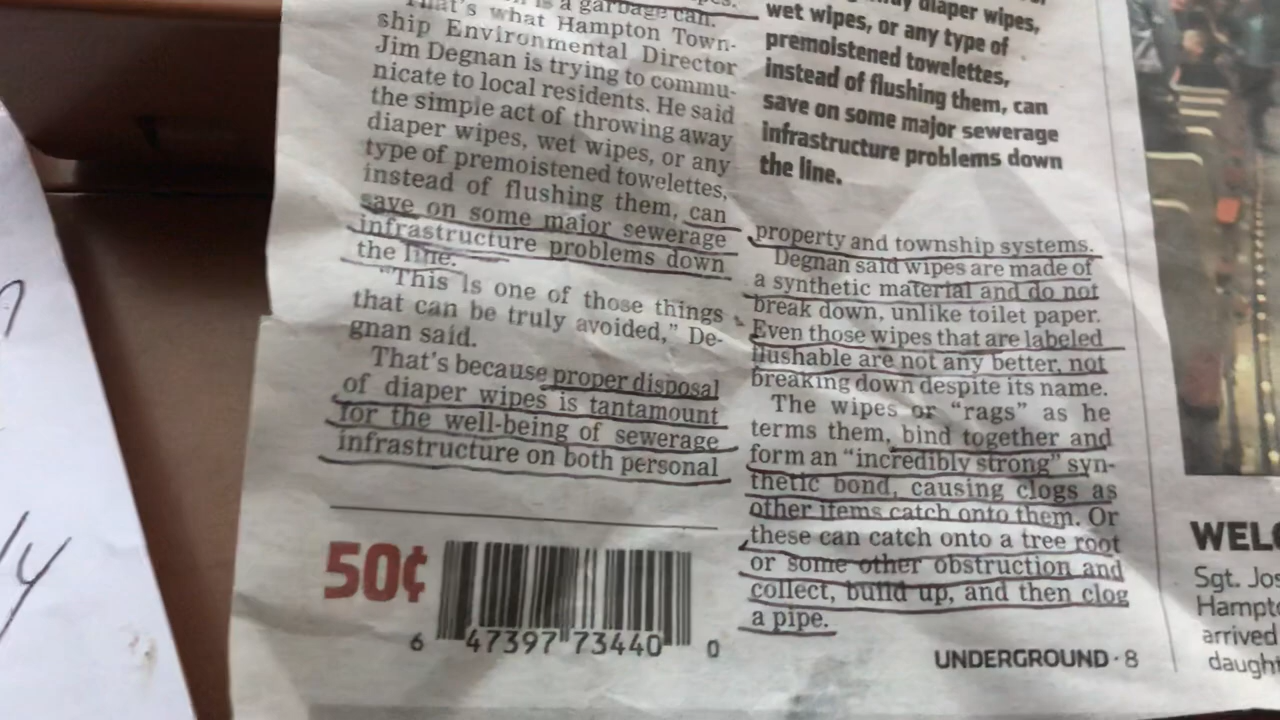 is a garbage can.
That's what Hampton Town-
ship Environmental Director
Jim Degnan is trying to commu-
nicate to local residents. He said
the simple act of throwing away
diaper wipes, wet wipes, or any
type of premoistened towelettes,
instead of flushing them, can
save on some major sewerage
infrastructure problems down
the line.
"This is one of those things
that can be truly avoided," De-
gnan said.
That's because proper disposal
of diaper wipes is tantamount
for the well-being of sewerage
infrastructure on both personal
50¢
6 47397 73440 0
diaper wipes,
wet wipes, or any type of
premoistened towelettes,
instead of flushing them, can
save on some major sewerage
infrastructure problems down
the line.
property and township systems.
Degnan said wipes are made of
a synthetic material and do not
break down, unlike toilet paper.
Even those wipes that are labeled
flushable are not any better, not
breaking down despite its name.
The wipes or "rags" as he
terms them, bind together and
form an "incredibly strong" syn-
thetic bond, causing clogs as
other items catch onto them. Or
these can catch onto a tree root
or some other obstruction and
collect, build up, and then clog
a pipe.
UNDERGROUND · 8
WELC
Sgt. Jos
Hampto
arrived
daught